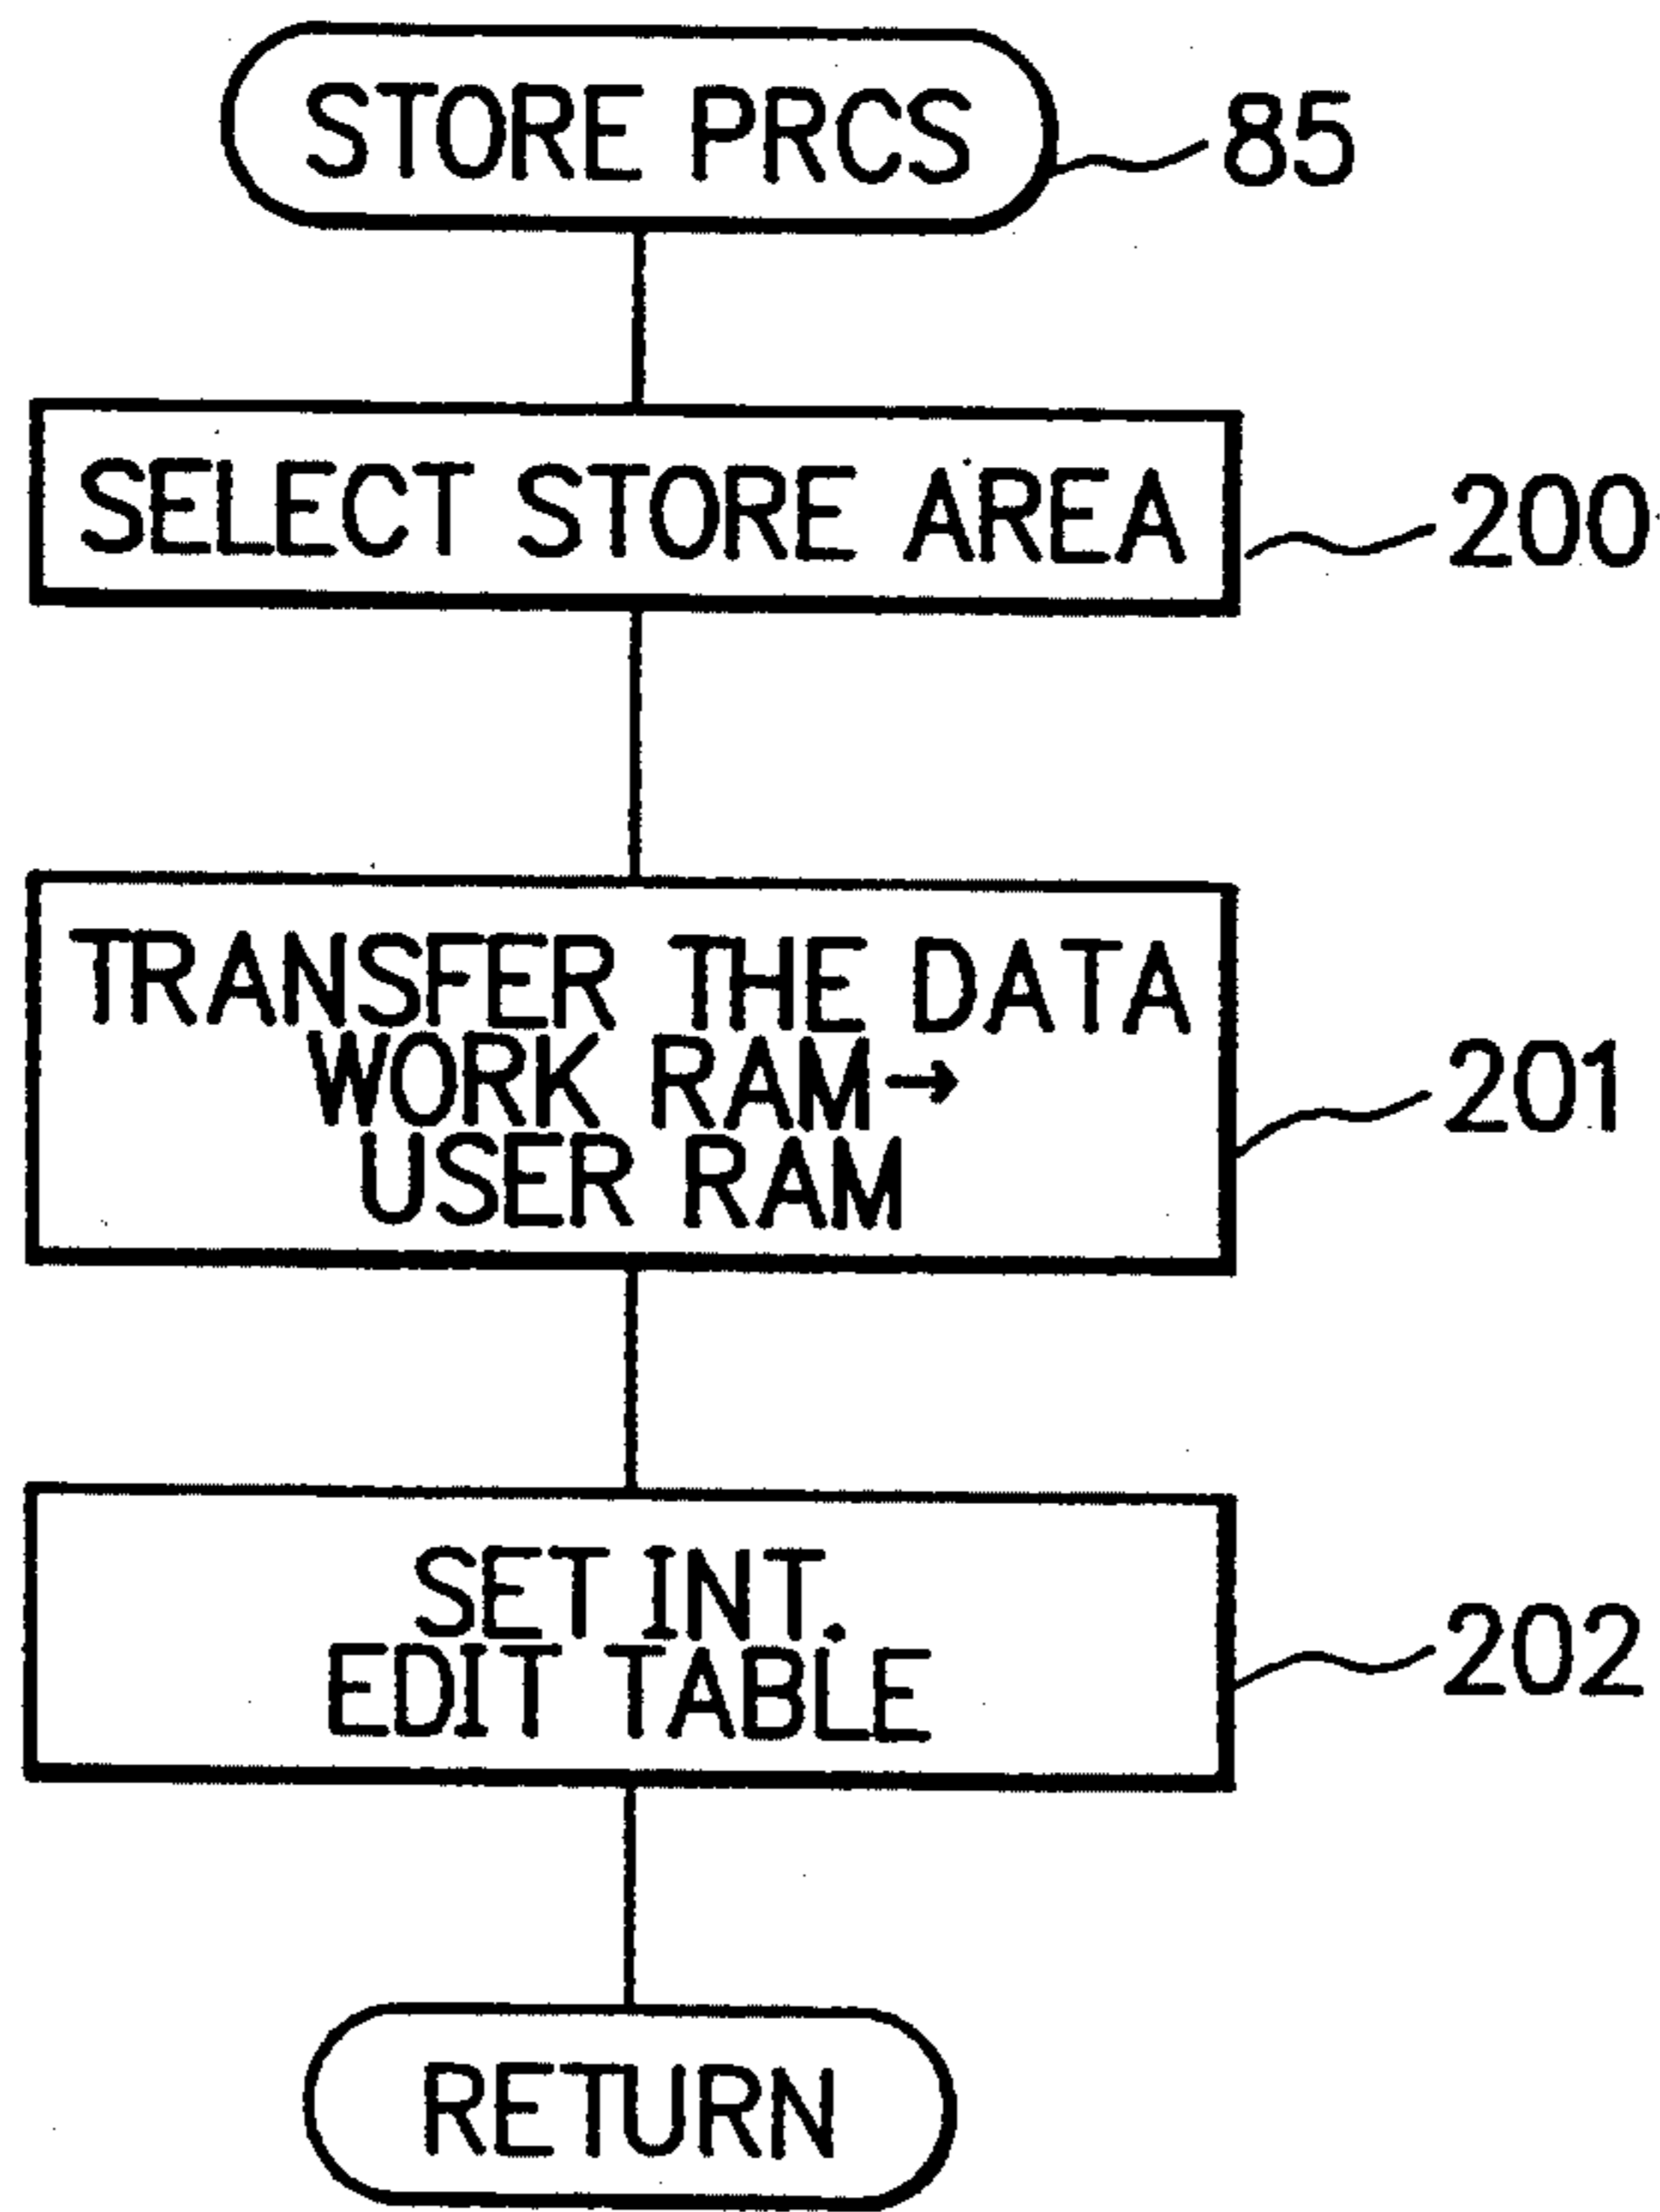 STORE PRCS
85
SELECT STORE AREA
200
TRANSFER THE DATA
WORK RAM→
USER RAM
201
SET INT.
EDIT TABLE
202
RETURN